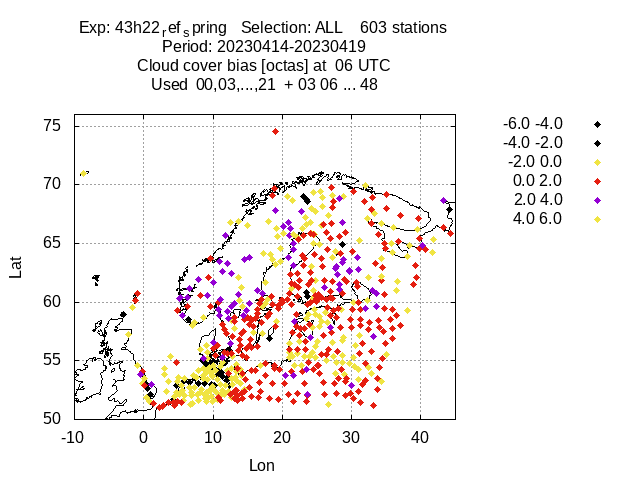 Exp: 43h22ref spring   Selection: ALL    603 stations
Period: 20230414-20230419
Cloud cover bias [octas] at  06 UTC
Used  00,03,...,21  + 03 06 ... 48
-6.0 -4.0
-4.0 -2.0
-2.0 0.0
0.0 2.0
2.0 4.0
4.0 6.0
75
70
65
60
55
50
Lat
-10 0 10 20 30 40
Lon